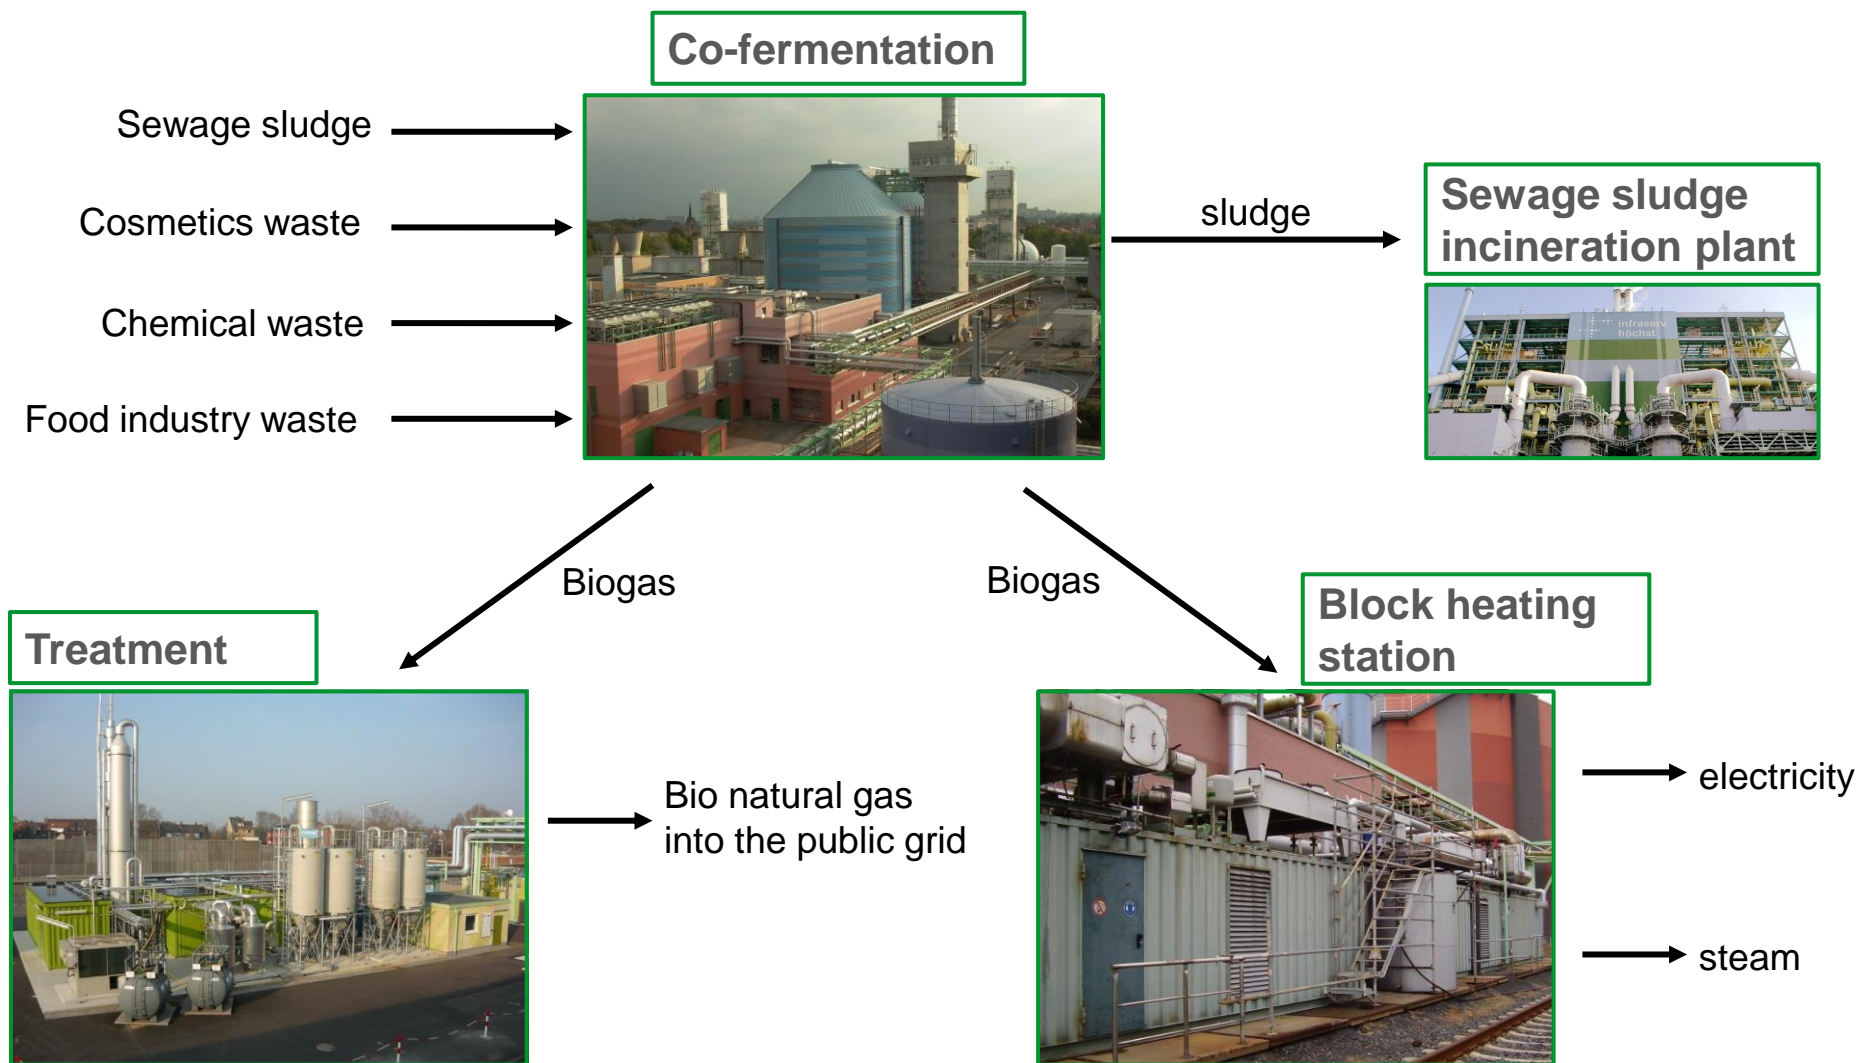 Co-fermentation
Sewage sludge
Cosmetics waste
Chemical waste
Food industry waste
sludge
Sewage sludge
incineration plant
infraserv
höchst
Biogas
Biogas
Treatment
Block heating
station
Bio natural gas
into the public grid
electricity
steam